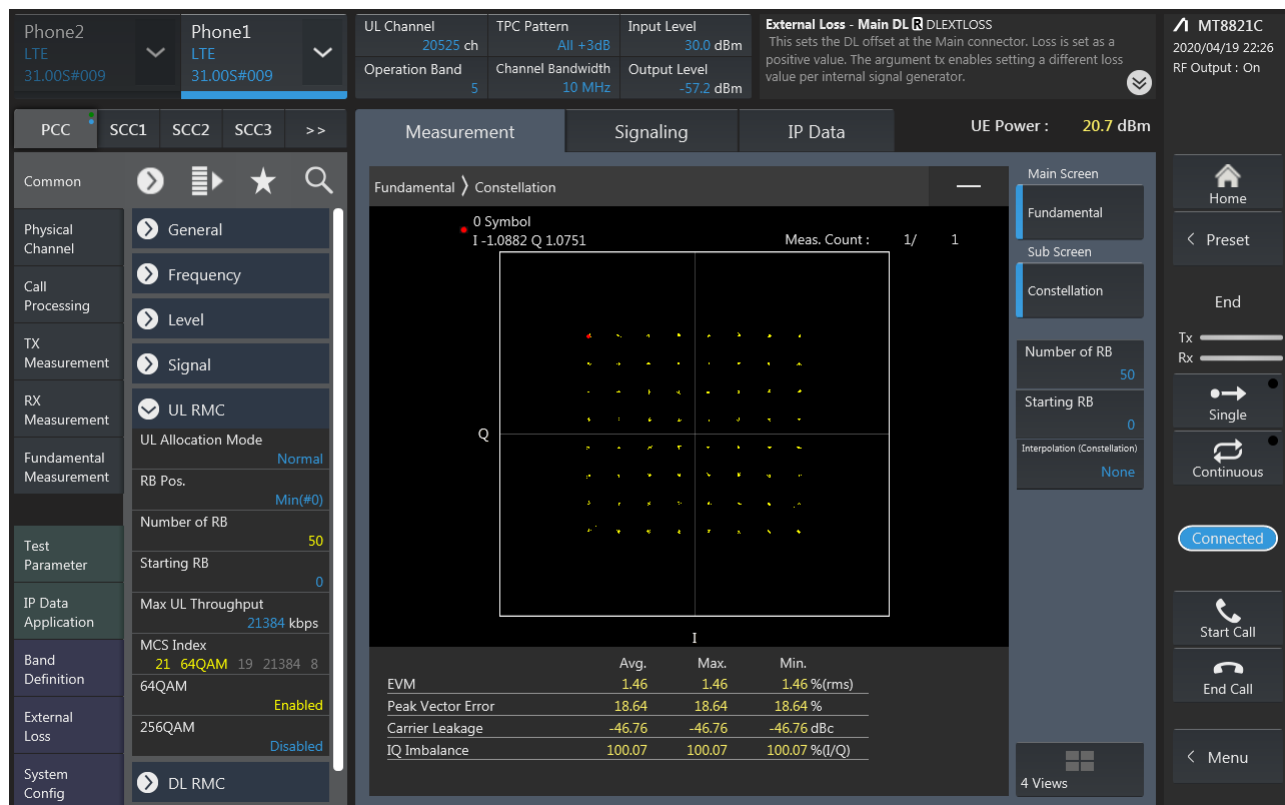 Phone2
LTE
31.00S#009
Phone1
LTE
31.00S#009
UL Channel
20525 ch
TPC Pattern
All +3dB
Input Level
30.0 dBm
Operation Band
5
Channel Bandwidth
10 MHz
Output Level
-57.2 dBm
External Loss - Main DL R DLEXTLOSS
This sets the DL offset at the Main connector. Loss is set as a
positive value. The argument tx enables setting a different loss
value per internal signal generator.
MT8821C
2020/04/19 22:26
RF Output : On
PCC
SCC1
SCC2
SCC3
>>
Measurement
Signaling
IP Data
UE Power : 20.7 dBm
Common
Physical
Channel
Call
Processing
TX
Measurement
RX
Measurement
Fundamental
Measurement
Test
Parameter
IP Data
Application
Band
Definition
External
Loss
System
Config
General
Frequency
Level
Signal
UL RMC
UL Allocation Mode
Normal
RB Pos.
Min(#0)
Number of RB
50
Starting RB
0
Max UL Throughput
21384 kbps
MCS Index
21 64QAM 19 21384 8
64QAM
Enabled
256QAM
Disabled
DL RMC
Fundamental > Constellation
0 Symbol
I -1.0882 Q 1.0751
Meas. Count : 1/ 1
Q
I
Avg. Max. Min.
EVM 1.46 1.46 1.46 %(rms)
Peak Vector Error 18.64 18.64 18.64 %
Carrier Leakage -46.76 -46.76 -46.76 dBc
IQ Imbalance 100.07 100.07 100.07 %(I/Q)
Main Screen
Fundamental
Sub Screen
Constellation
Number of RB
50
Starting RB
0
Interpolation (Constellation)
None
4 Views
Home
< Preset
End
Tx
Rx
Single
Continuous
Connected
Start Call
End Call
< Menu